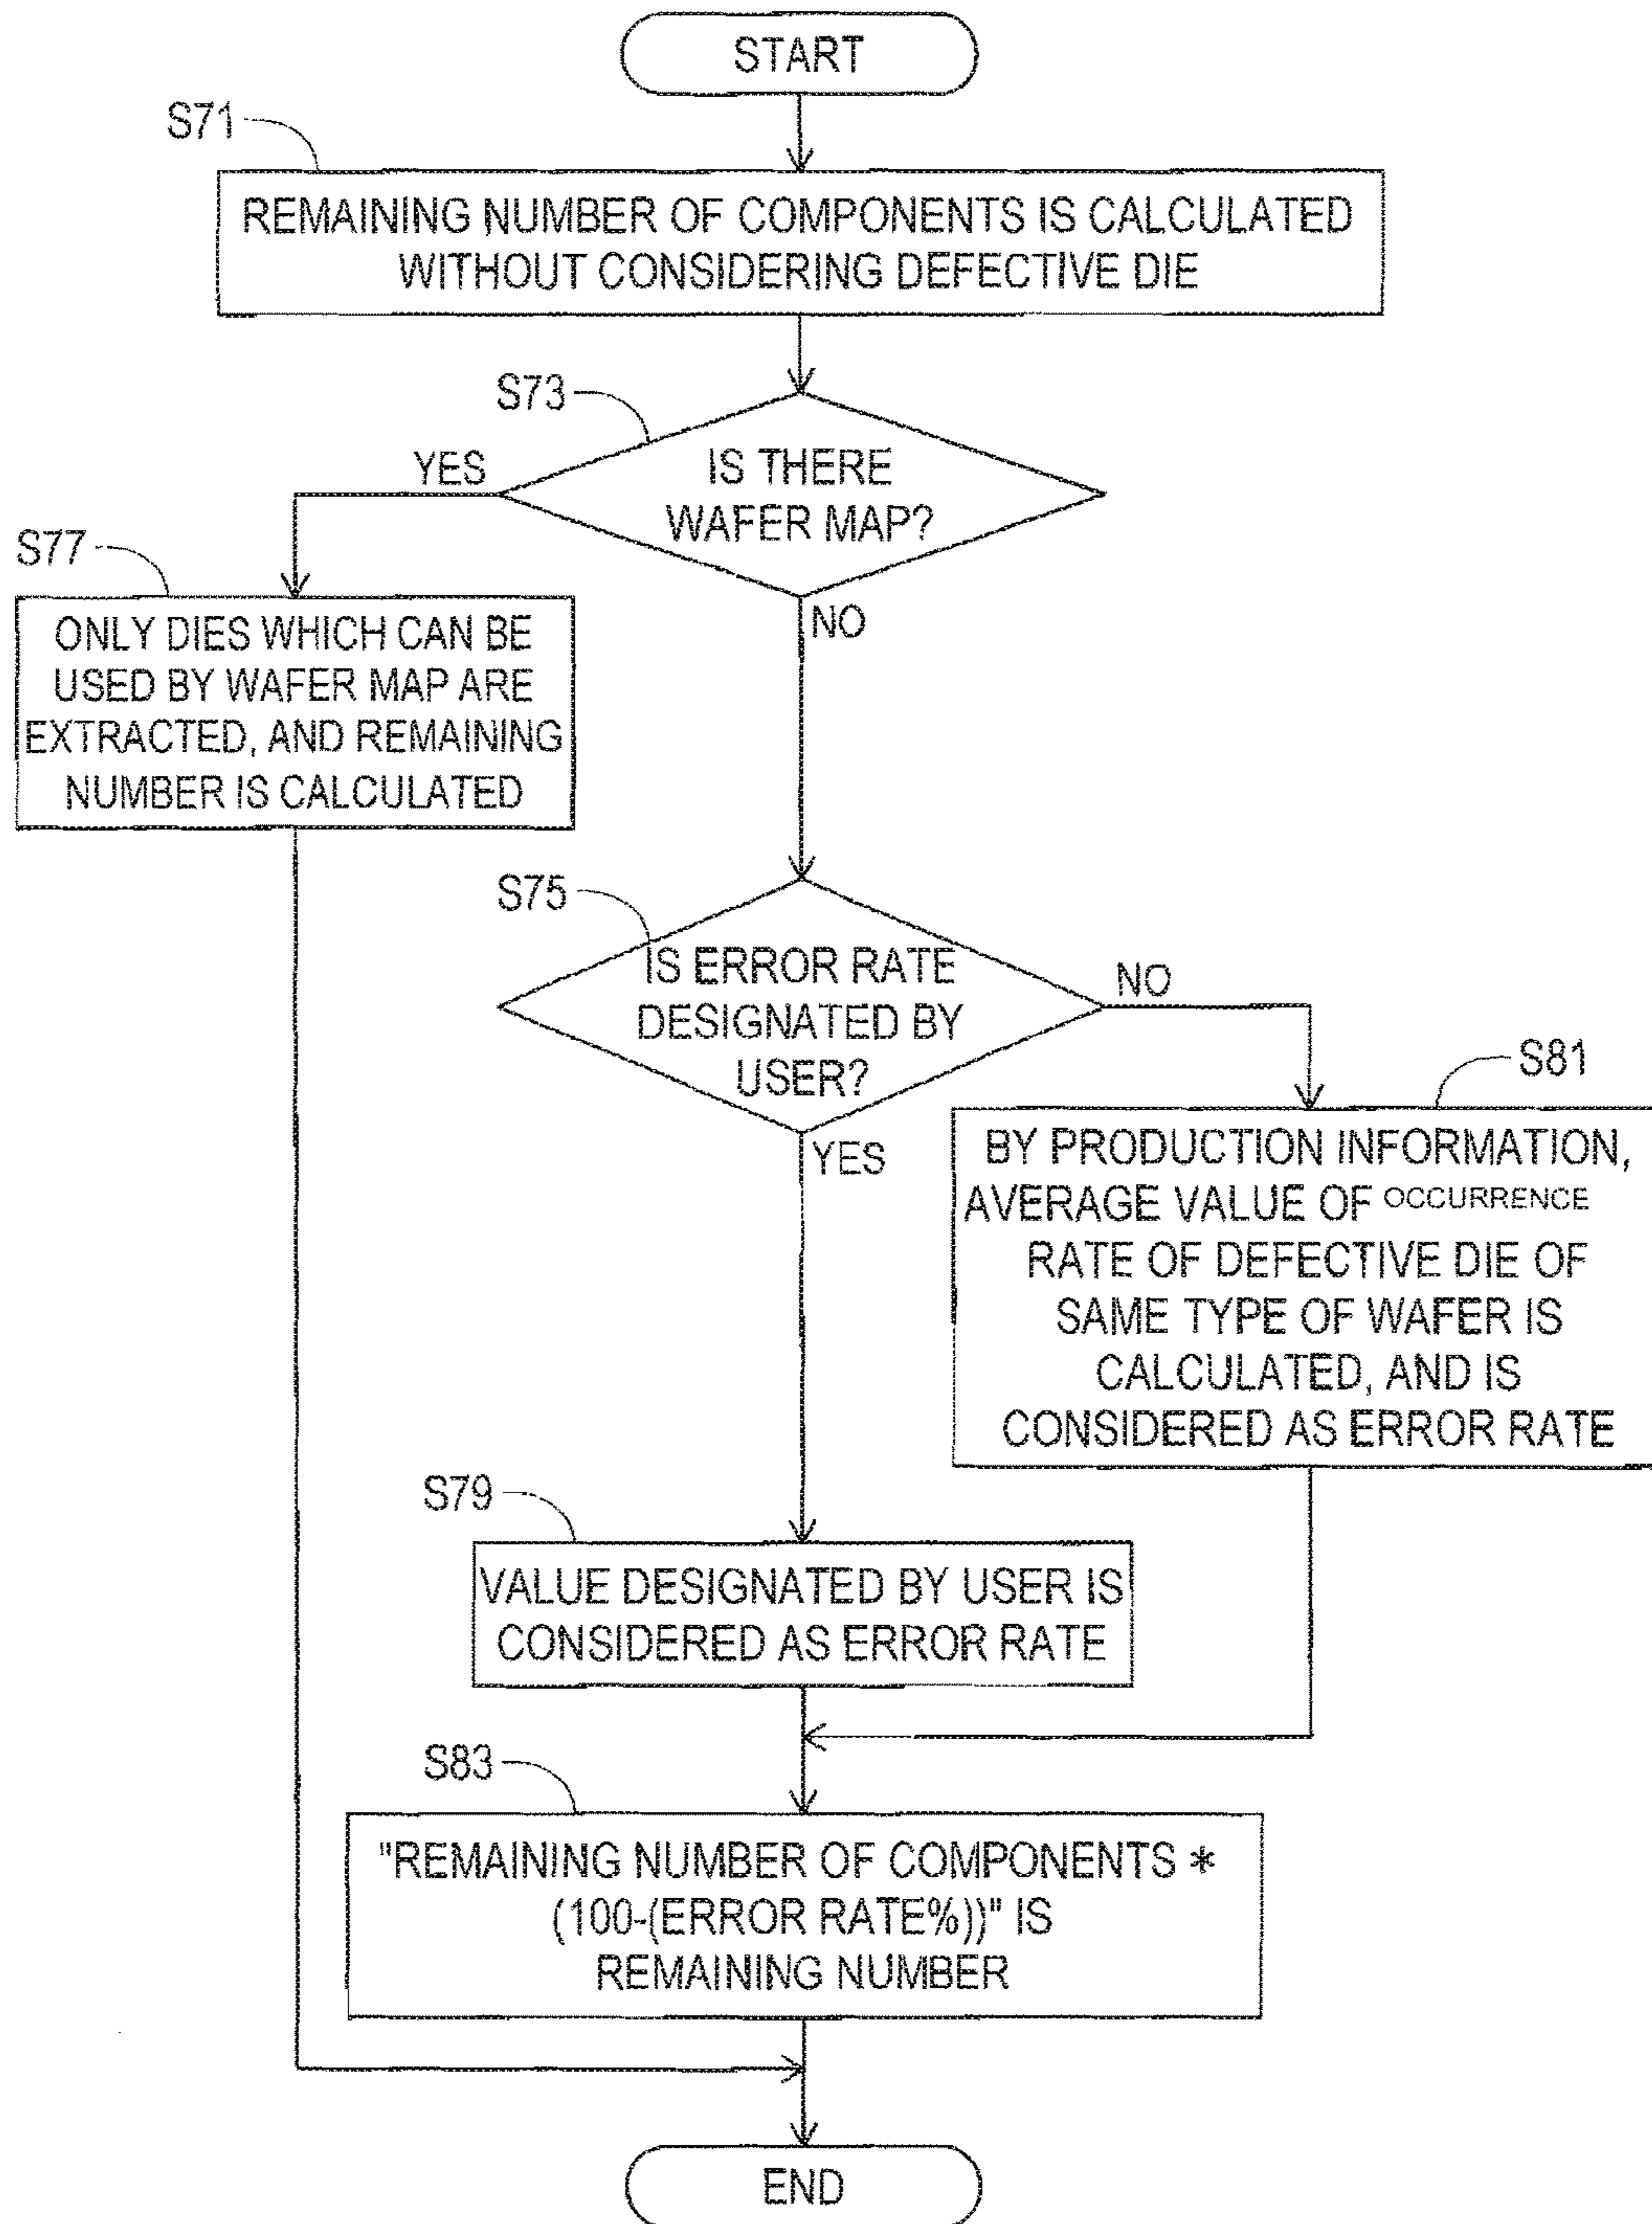 START
S71
REMAINING NUMBER OF COMPONENTS IS CALCULATED
WITHOUT CONSIDERING DEFECTIVE DIE
S73
YES
IS THERE
WAFER MAP?
NO
S77
ONLY DIES WHICH CAN BE
USED BY WAFER MAP ARE
EXTRACTED, AND REMAINING
NUMBER IS CALCULATED
S75
IS ERROR RATE
DESIGNATED BY
USER?
NO
YES
S81
BY PRODUCTION INFORMATION,
AVERAGE VALUE OF OCCURRENCE
RATE OF DEFECTIVE DIE OF
SAME TYPE OF WAFER IS
CALCULATED, AND IS
CONSIDERED AS ERROR RATE
S79
VALUE DESIGNATED BY USER IS
CONSIDERED AS ERROR RATE
S83
"REMAINING NUMBER OF COMPONENTS *
(100-(ERROR RATE%))" IS
REMAINING NUMBER
END